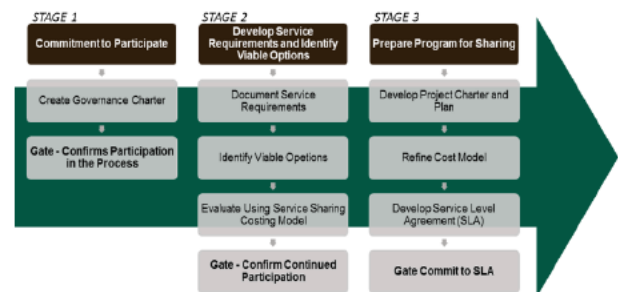 STAGE 1
Commitment to Participate
Create Governance Charter
Gate - Confirms Participation
in the Process
STAGE 2
Develop Service
Requirements and Identify
Viable Options
Document Service
Requirements
Identify Viable Opetions
Evaluate Using Service Sharing
Costing Model
Gate - Confirm Continued
Participation
STAGE 3
Prepare Program for Sharing
Develop Project Charter and
Plan
Refine Cost Model
Develop Service Level
Agreement (SLA)
Gate Commit to SLA